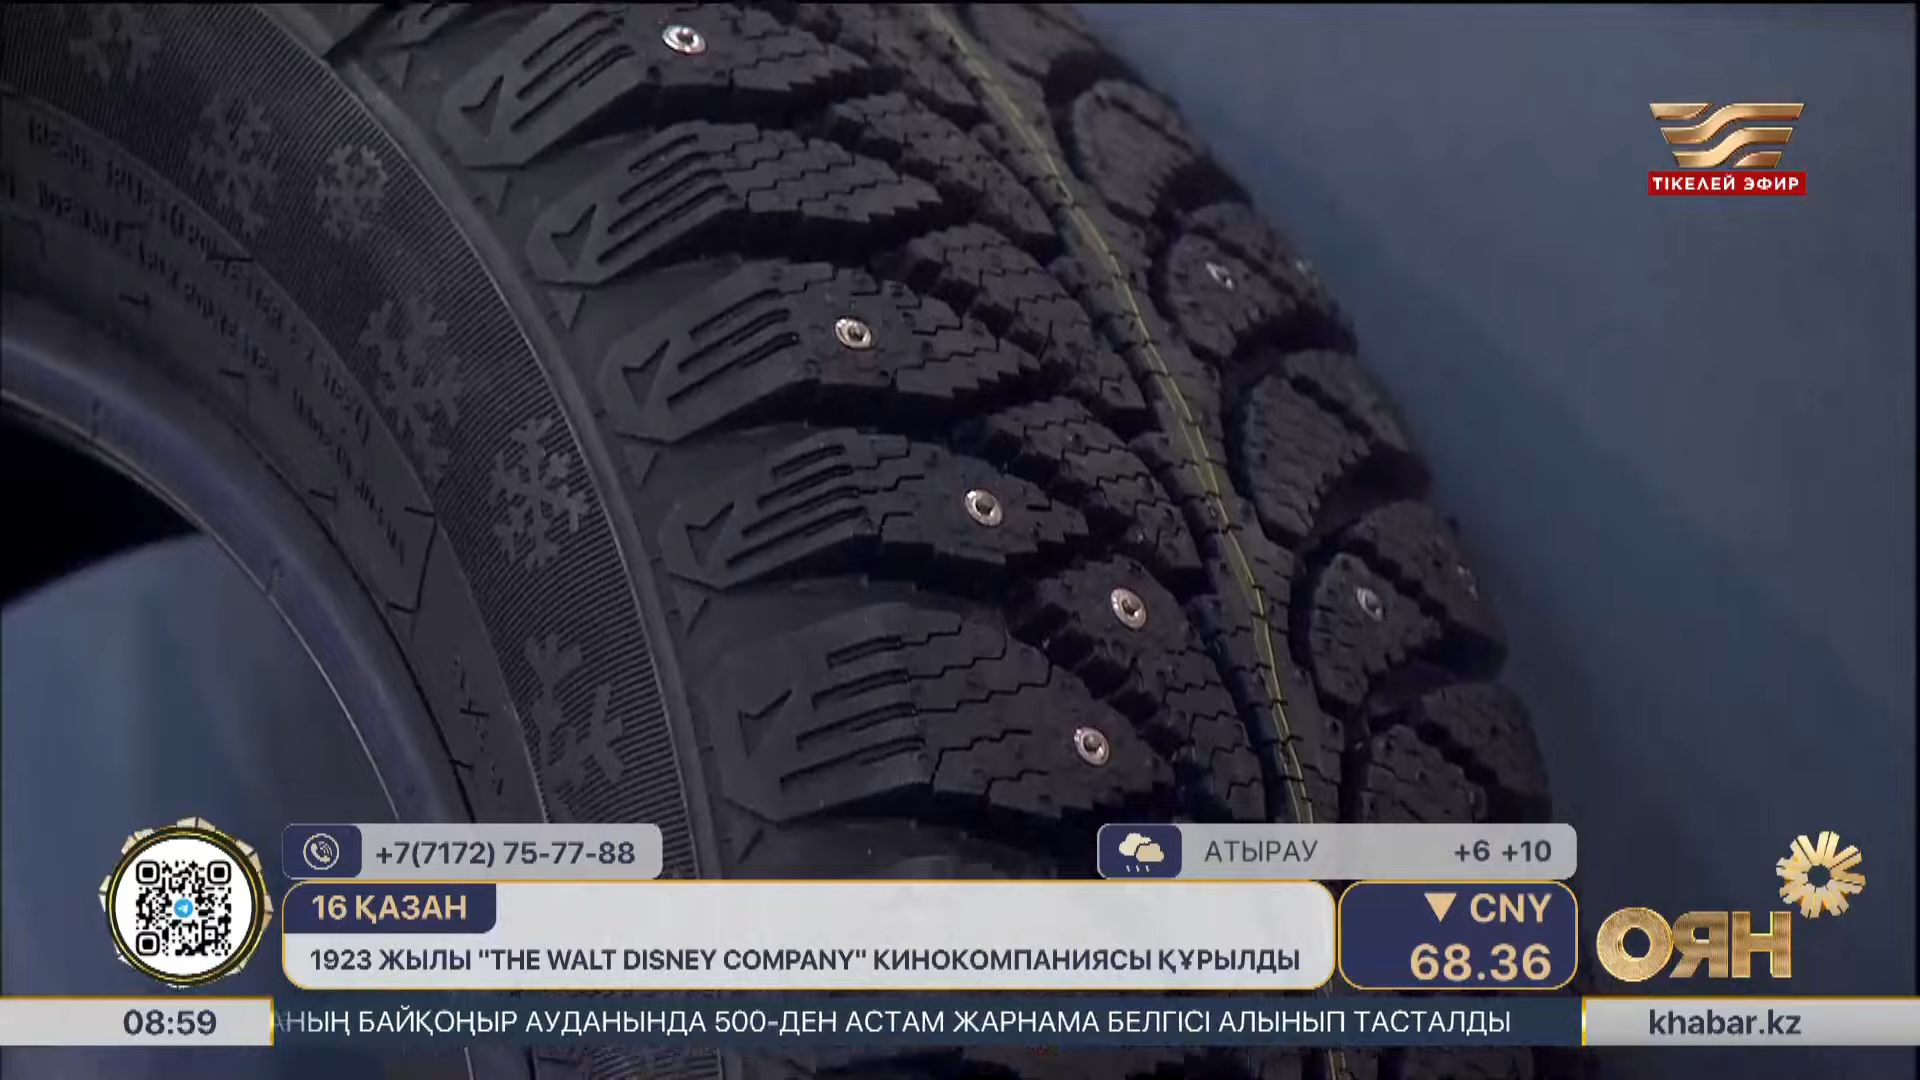 ТІКЕЛЕЙ ЭФИР
+7(7172) 75-77-88
АТЫРАУ +6 +10
16 ҚАЗАН
1923 ЖЫЛЫ "THE WALT DISNEY COMPANY" КИНОКОМПАНИЯСЫ ҚҰРЫЛДЫ
▼ CNY
68.36
ОЯН
08:59
АНЫҢ БАЙҚОҢЫР АУДАНЫНДА 500-ДЕН АСТАМ ЖАРНАМА БЕЛГІСІ АЛЫНЫП ТАСТАЛДЫ
khabar.kz